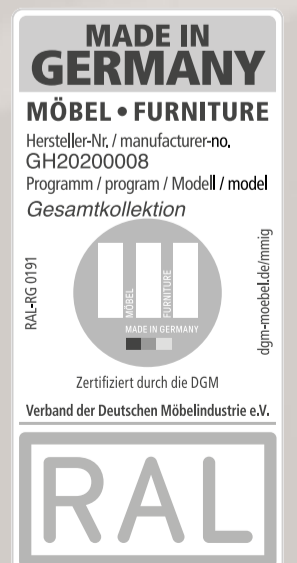 MADE IN
GERMANY
MÖBEL • FURNITURE
Hersteller-Nr. / manufacturer-no.
GH20200008
Programm / program / Modell / model
Gesamtkollektion
RAL-RG 0191
MÖBEL
FURNITURE
MADE IN GERMANY
dgm-moebel.de/mmig
Zertifiziert durch die DGM
Verband der Deutschen Möbelindustrie e.V.
RAL